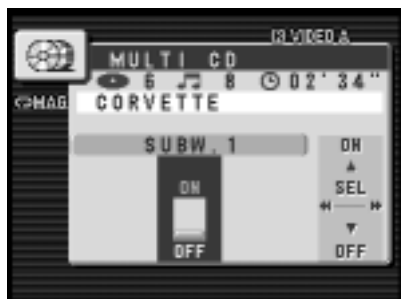 VIDEO A
MULTI CD
6 8 02'34"
MAG
CORVETTE
SUBW. 1
ON
SEL
OFF
ON
OFF